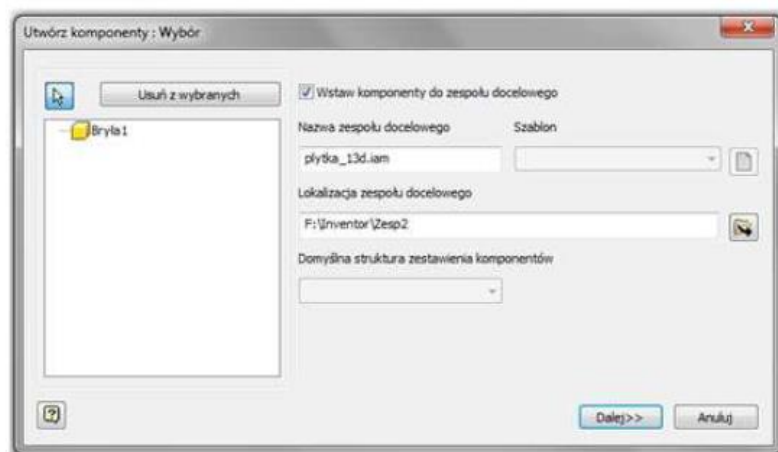 Utwórz komponenty : Wybór
Usuń z wybranych
Bryła1
Wstaw komponenty do zespołu docelowego
Nazwa zespołu docelowego
Szablon
plytka_13d.iam
Lokalizacja zespołu docelowego
F:\Inventor\Zesp2
Domyślna struktura zestawienia komponentów
Dalej>>
Anuluj